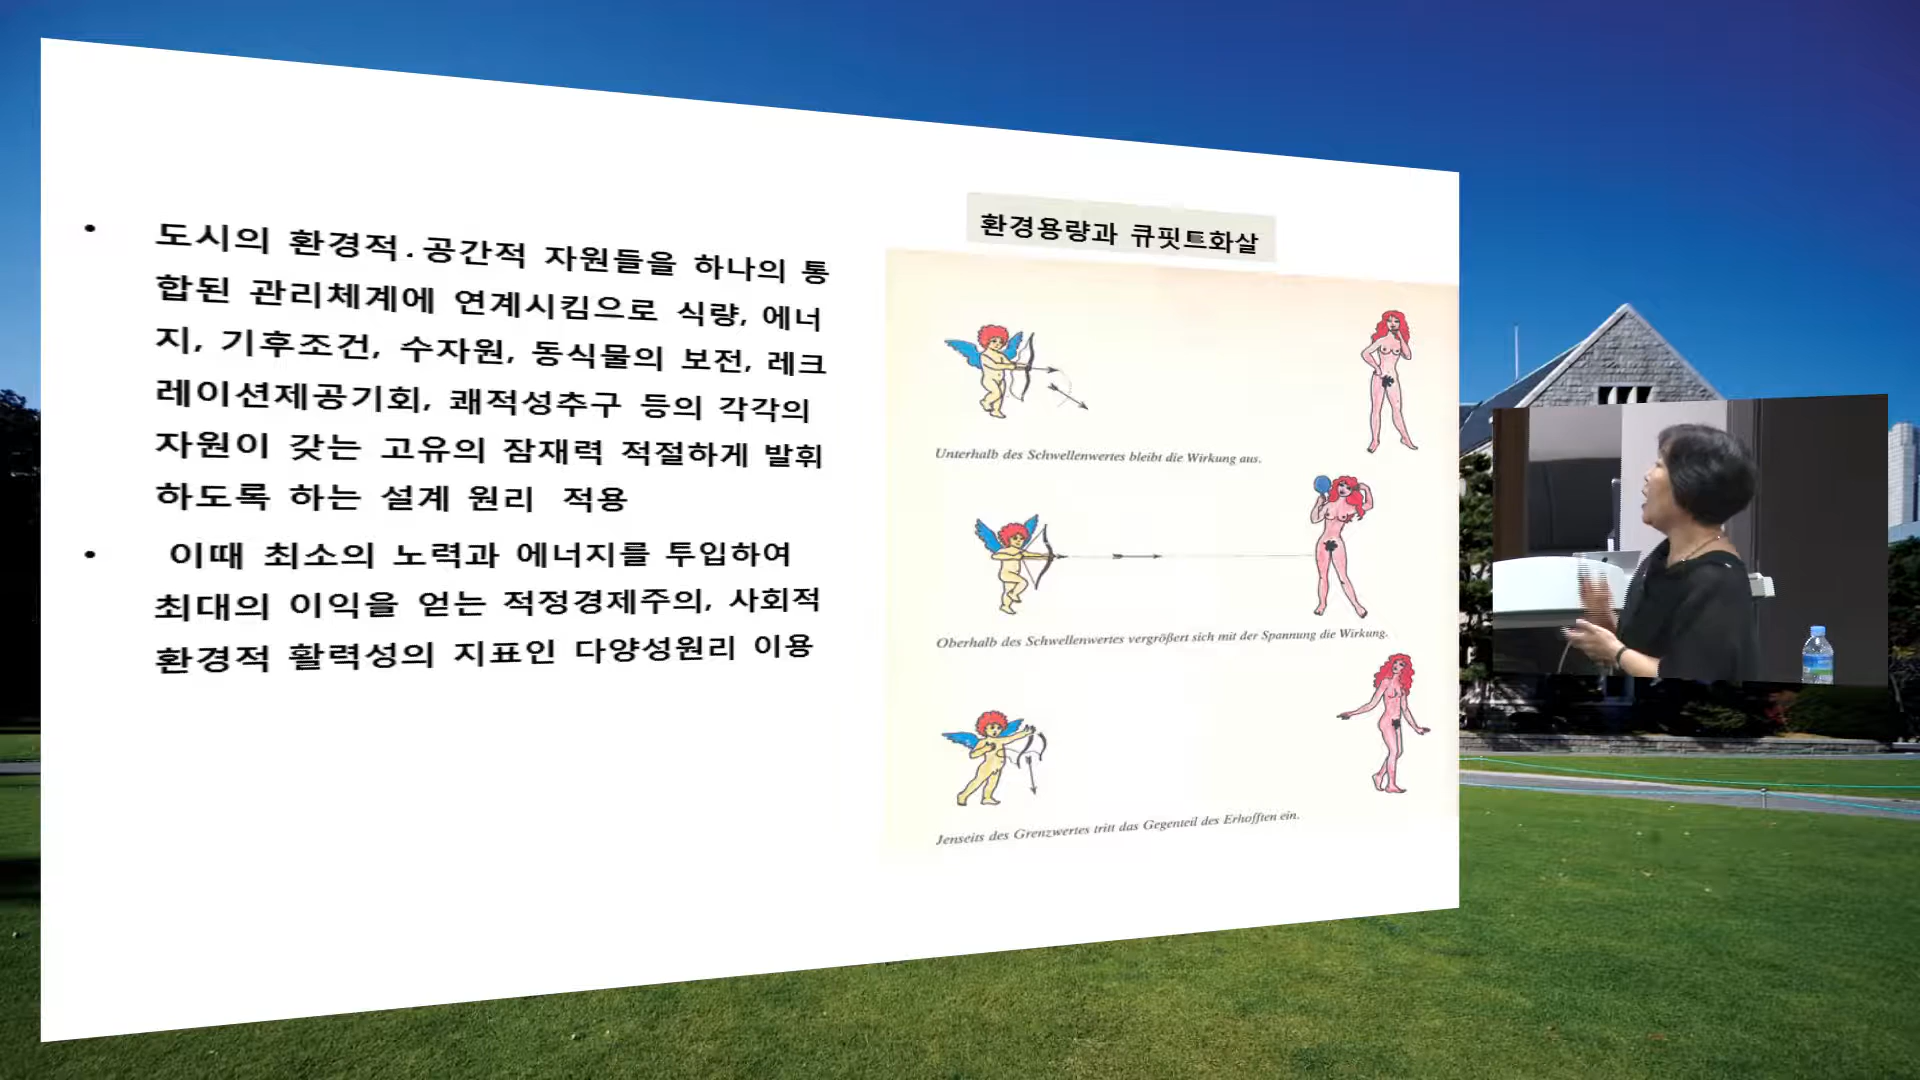 • 도시의 환경적.공간적 자원들을 하나의 통
합된 관리체계에 연계시킴으로 식량, 에너
지, 기후조건, 수자원, 동식물의 보전, 레크
레이션제공기회, 쾌적성추구 등의 각각의
자원이 갖는 고유의 잠재력 적절하게 발휘
하도록 하는 설계 원리 적용
• 이때 최소의 노력과 에너지를 투입하여
최대의 이익을 얻는 적정경제주의, 사회적
환경적 활력성의 지표인 다양성원리 이용
환경용량과 큐핏트화살
Unterhalb des Schwellenwertes bleibt die Wirkung aus.
Oberhalb des Schwellenwertes vergrößert sich mit der Spannung die Wirkung.
Jenseits des Grenzwertes tritt das Gegenteil des Erhofften ein.